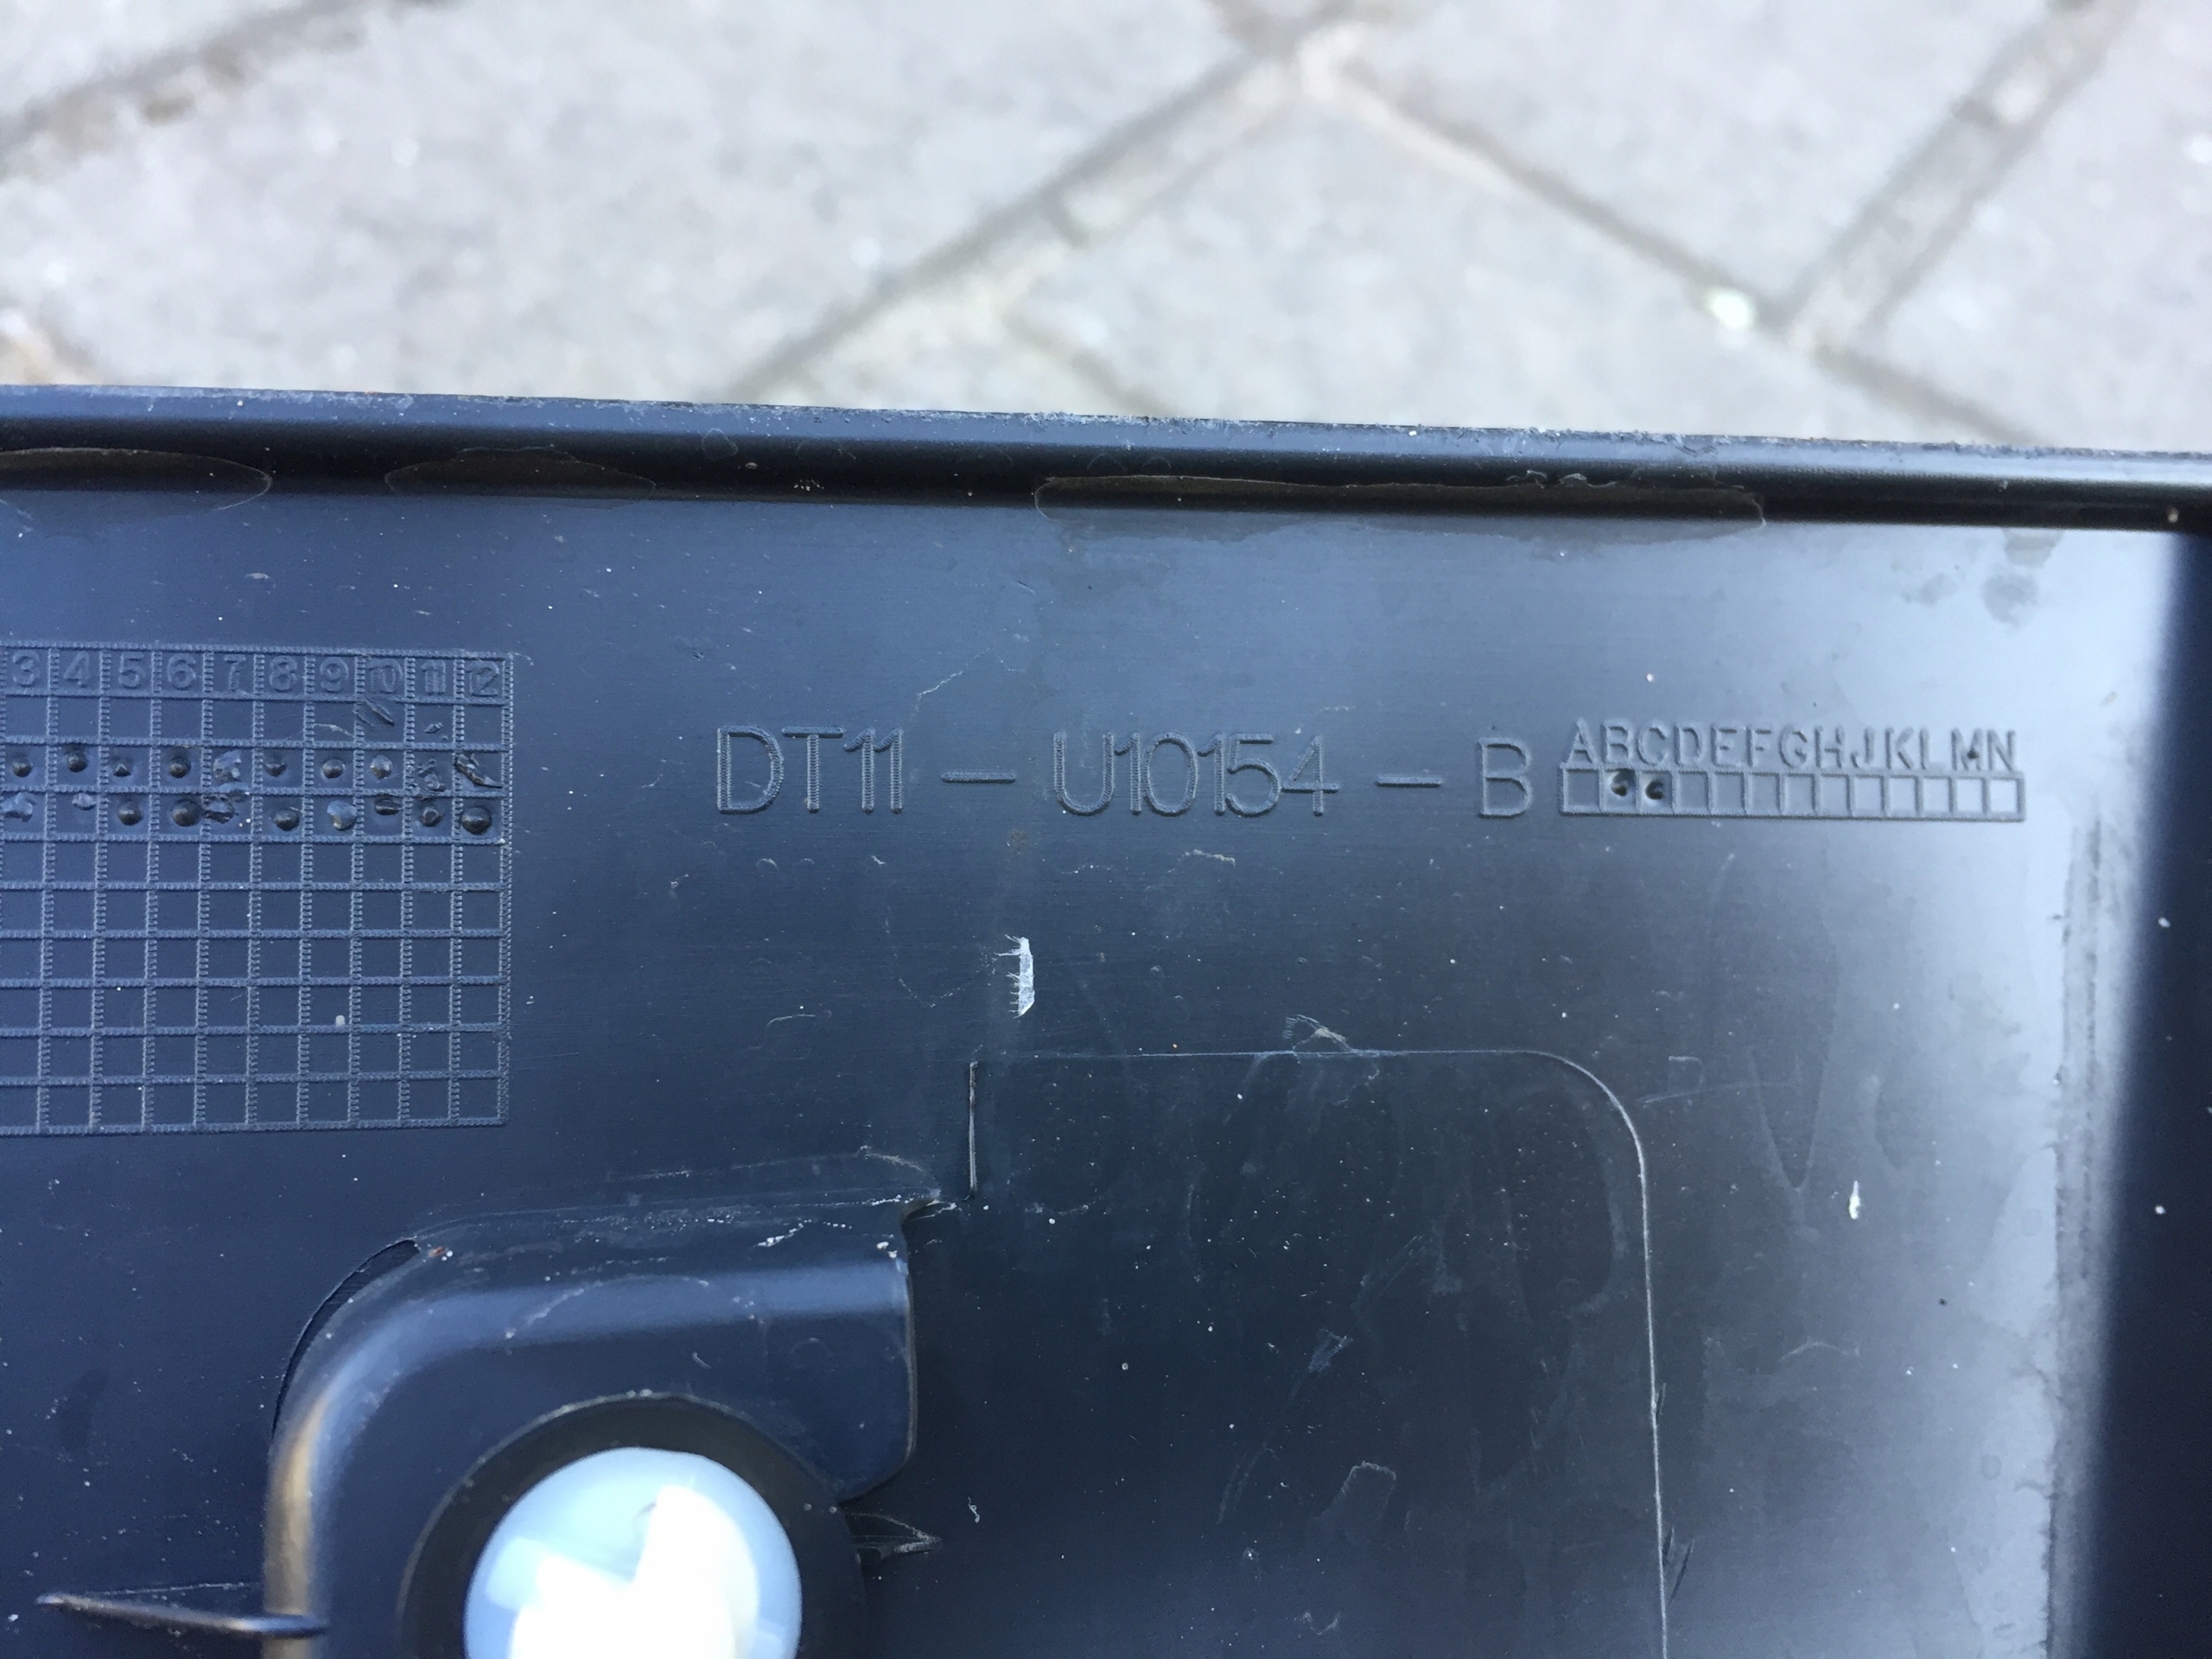 3 4 5 6 7 8 9 10 11 12
DT11 - U10154 - B ABCDEFGHJKLMN